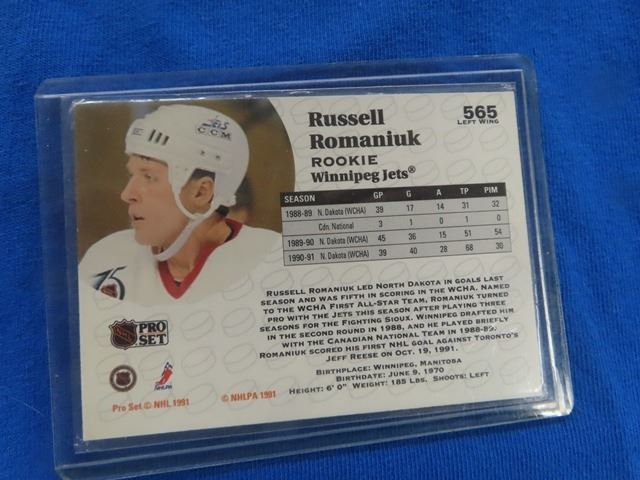 565
LEFT WING
Russell
Romaniuk
ROOKIE
Winnipeg Jets®
SEASON GP G A TP PIM
1988-89 N. Dakota (WCHA) 39 17 14 31 32
Cdn. National 3 1 0 1 0
1989-90 N. Dakota (WCHA) 45 36 15 51 54
1990-91 N. Dakota (WCHA) 39 40 28 68 30
RUSSELL ROMANIUK LED NORTH DAKOTA IN GOALS LAST
SEASON AND WAS FIFTH IN SCORING IN THE WCHA. NAMED
TO THE WCHA FIRST ALL-STAR TEAM, ROMANIUK TURNED
PRO WITH THE JETS THIS SEASON AFTER PLAYING THREE
SEASONS FOR THE FIGHTING SIOUX. WINNIPEG DRAFTED HIM
IN THE SECOND ROUND IN 1988, AND HE PLAYED BRIEFLY
WITH THE CANADIAN NATIONAL TEAM IN 1988-89.
ROMANIUK SCORED HIS FIRST NHL GOAL AGAINST TORONTO'S
JEFF REESE ON OCT. 19, 1991.
BIRTHPLACE: WINNIPEG, MANITOBA
BIRTHDATE: JUNE 9, 1970
HEIGHT: 6' 0" WEIGHT: 185 LBS. SHOOTS: LEFT
JETS
CCM
75
NHL
PRO
SET
NHLPA
Pro Set © NHL 1991
© NHLPA 1991